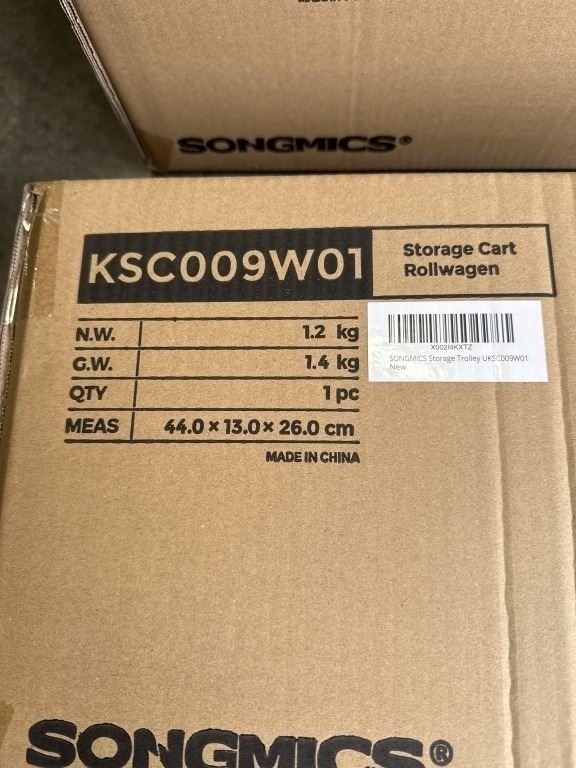 SONGMICS®
KSC009W01
Storage Cart
Rollwagen
N.W. 1.2 kg
G.W. 1.4 kg
QTY 1 pc
MEAS 44.0 × 13.0 × 26.0 cm
MADE IN CHINA
X002I4KXTZ
SONGMICS Storage Trolley UKSC009W01
New
SONGMICS®